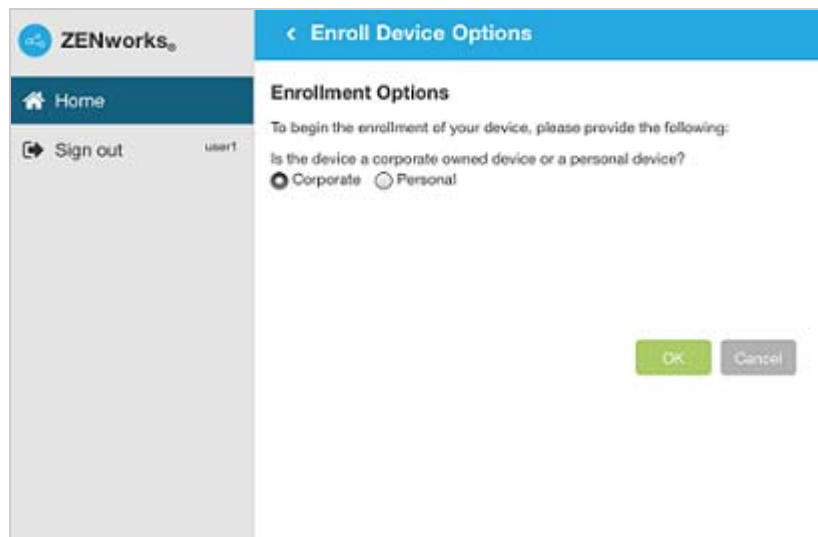 ZENworks®
Home
Sign out user1
< Enroll Device Options
Enrollment Options
To begin the enrollment of your device, please provide the following:
Is the device a corporate owned device or a personal device?
Corporate Personal
OK Cancel